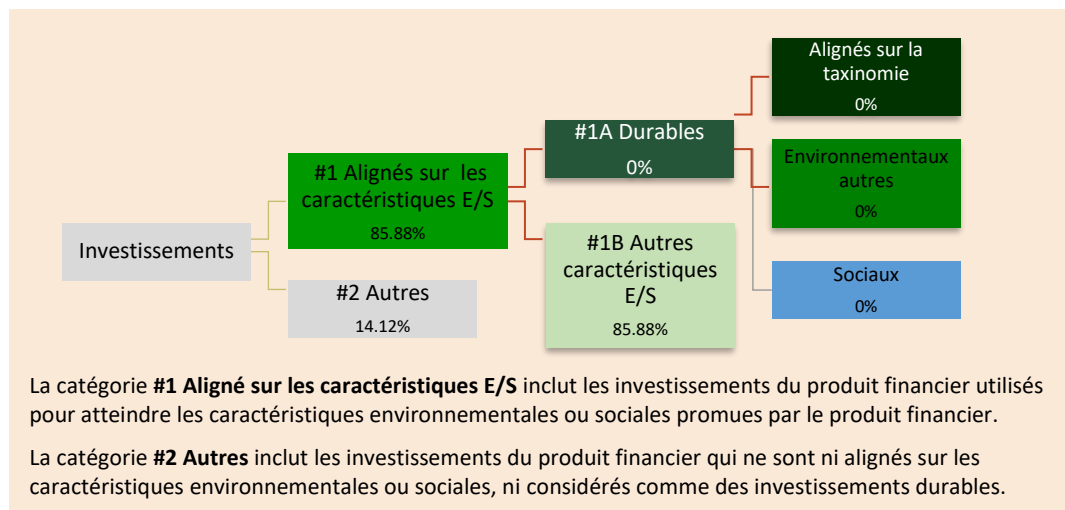 Investissements
#1 Alignés sur les
caractéristiques E/S
85.88%
#2 Autres
14.12%
#1A Durables
0%
#1B Autres
caractéristiques
E/S
85.88%
Alignés sur la
taxinomie
0%
Environnementaux
autres
0%
Sociaux
0%
La catégorie #1 Aligné sur les caractéristiques E/S inclut les investissements du produit financier utilisés
pour atteindre les caractéristiques environnementales ou sociales promues par le produit financier.
La catégorie #2 Autres inclut les investissements du produit financier qui ne sont ni alignés sur les
caractéristiques environnementales ou sociales, ni considérés comme des investissements durables.